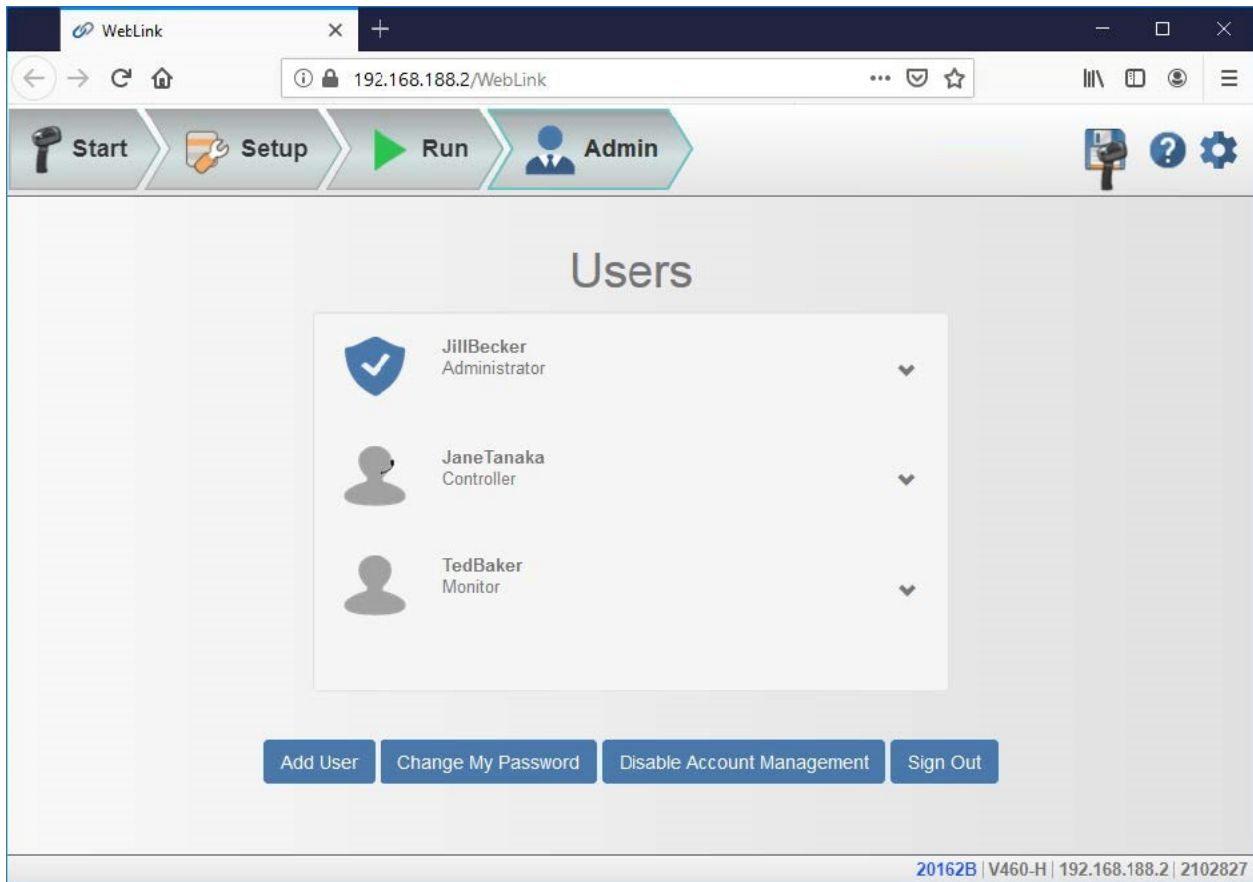 WebLink
192.168.188.2/WebLink
Start Setup Run Admin
Users
JillBecker
Administrator
JaneTanaka
Controller
TedBaker
Monitor
Add User Change My Password Disable Account Management Sign Out
20162B | V460-H | 192.168.188.2 | 2102827